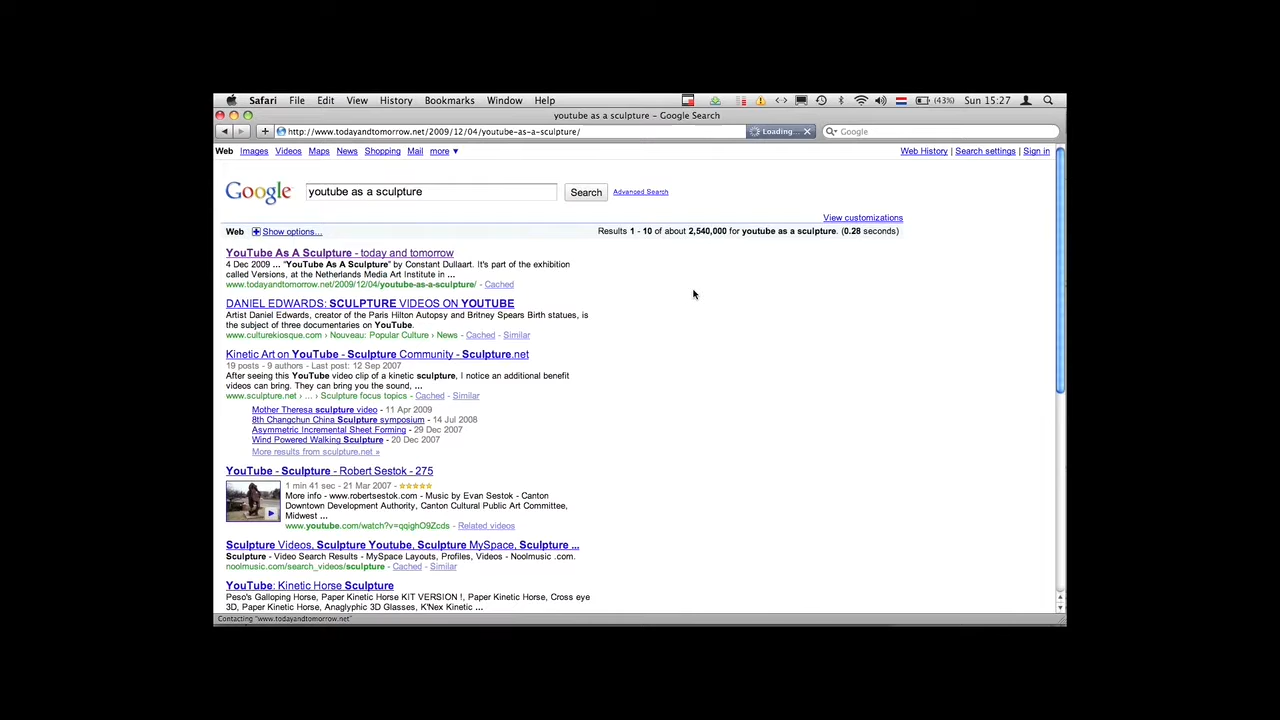 Safari File Edit View History Bookmarks Window Help (43%) Sun 15:27
youtube as a sculpture - Google Search
http://www.todayandtomorrow.net/2009/12/04/youtube-as-a-sculpture/ Loading... Google
Web Images Videos Maps News Shopping Mail more ▼ Web History | Search settings | Sign in
Google youtube as a sculpture Search Advanced Search
View customizations
Web Show options... Results 1 - 10 of about 2,540,000 for youtube as a sculpture. (0.28 seconds)
YouTube As A Sculpture - today and tomorrow
4 Dec 2009 ... "YouTube As A Sculpture" by Constant Dullaart. It's part of the exhibition
called Versions, at the Netherlands Media Art Institute in ...
www.todayandtomorrow.net/2009/12/04/youtube-as-a-sculpture/ - Cached
DANIEL EDWARDS: SCULPTURE VIDEOS ON YOUTUBE
Artist Daniel Edwards, creator of the Paris Hilton Autopsy and Britney Spears Birth statues, is
the subject of three documentaries on YouTube.
www.culturekiosque.com › Nouveau: Popular Culture › News - Cached - Similar
Kinetic Art on YouTube - Sculpture Community - Sculpture.net
19 posts - 9 authors - Last post: 12 Sep 2007
After seeing this YouTube video clip of a kinetic sculpture, I notice an additional benefit
videos can bring. They can bring you the sound, ...
www.sculpture.net › ... › Sculpture focus topics - Cached - Similar
Mother Theresa sculpture video - 11 Apr 2009
8th Changchun China Sculpture symposium - 14 Jul 2008
Asymmetric Incremental Sheet Forming - 29 Dec 2007
Wind Powered Walking Sculpture - 20 Dec 2007
More results from sculpture.net »
YouTube - Sculpture - Robert Sestok - 275
1 min 41 sec - 21 Mar 2007 -
More info - www.robertsestok.com - Music by Evan Sestok - Canton
Downtown Development Authority, Canton Cultural Public Art Committee,
Midwest ...
www.youtube.com/watch?v=qqighO9Zcds - Related videos
Sculpture Videos, Sculpture Youtube, Sculpture MySpace, Sculpture ...
Sculpture - Video Search Results - MySpace Layouts, Profiles, Videos - Noolmusic .com.
noolmusic.com/search_videos/sculpture - Cached - Similar
YouTube: Kinetic Horse Sculpture
Peso's Galloping Horse, Paper Kinetic Horse KIT VERSION !, Paper Kinetic Horse, Cross eye
3D, Paper Kinetic Horse, Anaglyphic 3D Glasses, K'Nex Kinetic ...
Contacting "www.todayandtomorrow.net"